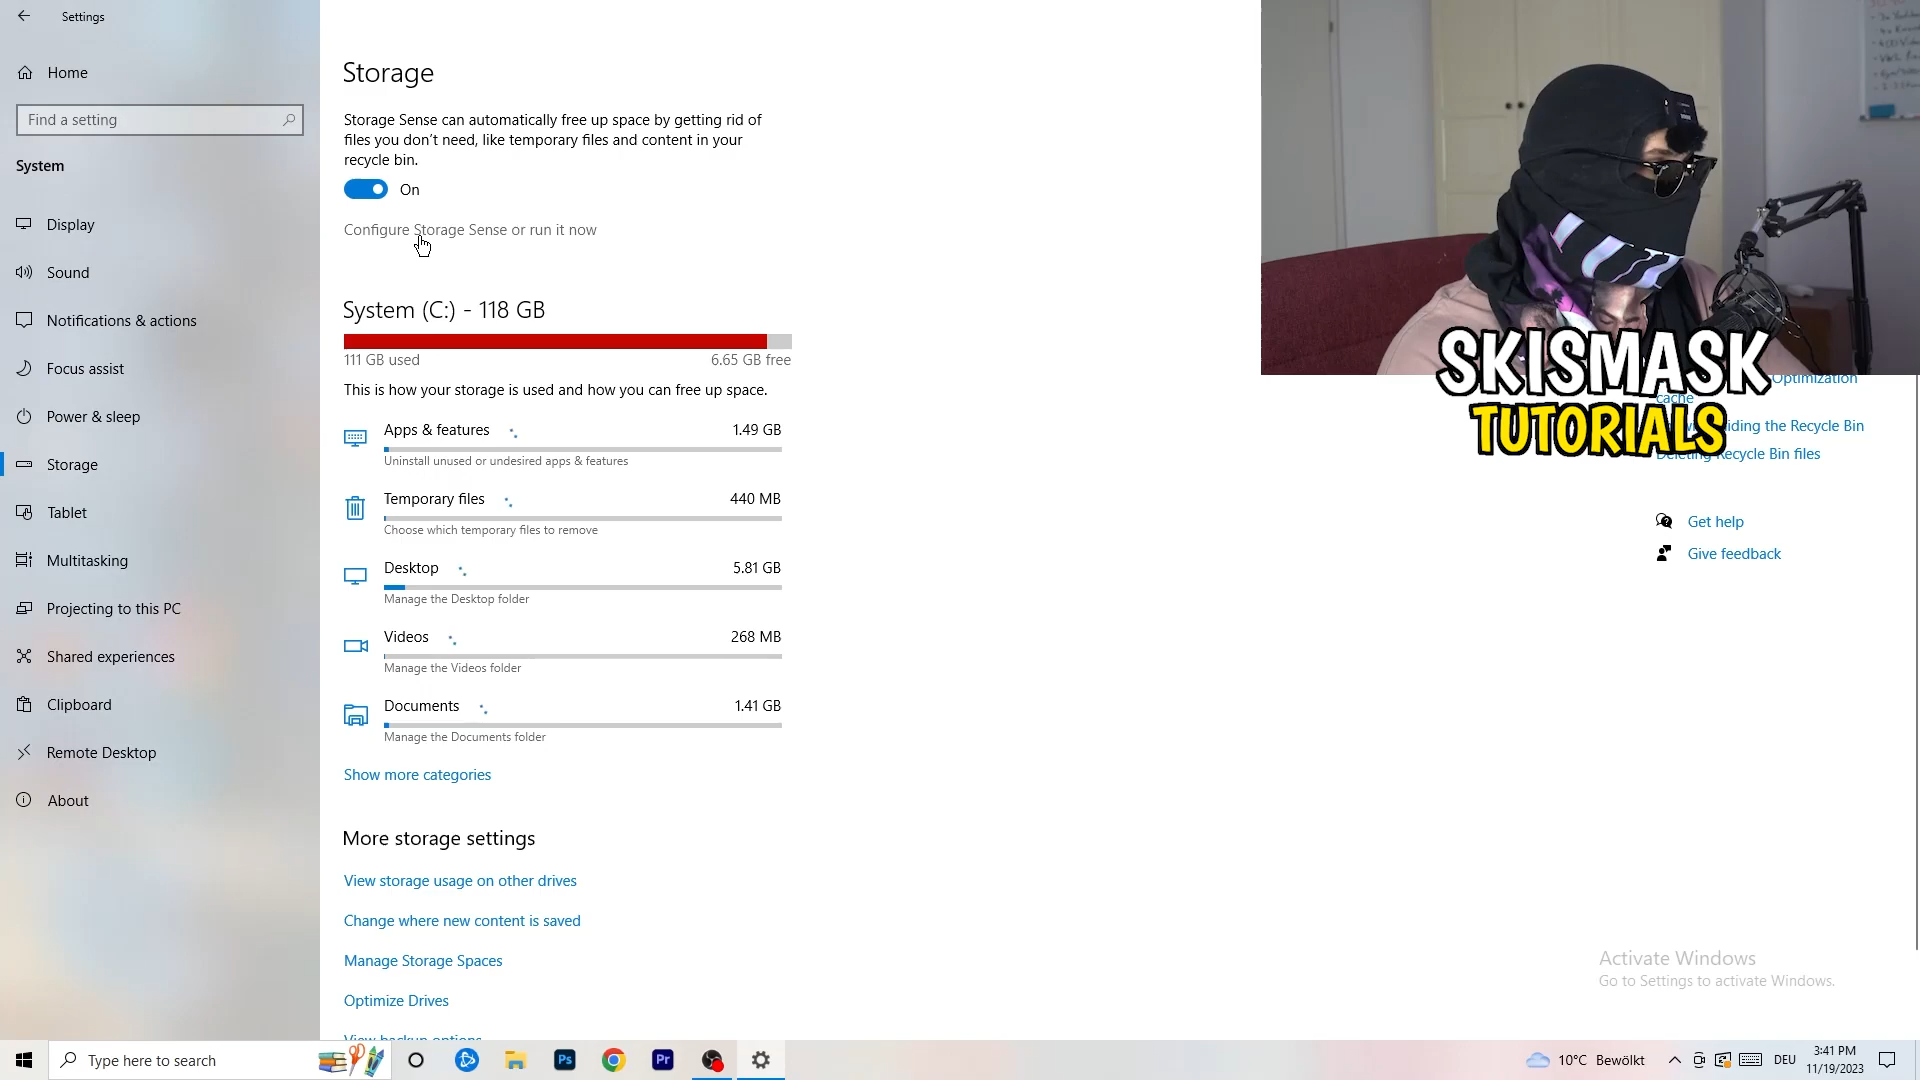 Settings
Home
Find a setting
System
Display
Sound
Notifications & actions
Focus assist
Power & sleep
Storage
Tablet
Multitasking
Projecting to this PC
Shared experiences
Clipboard
Remote Desktop
About
Storage
Storage Sense can automatically free up space by getting rid of
files you don't need, like temporary files and content in your
recycle bin.
On
Configure Storage Sense or run it now
System (C:) - 118 GB
111 GB used
6.65 GB free
This is how your storage is used and how you can free up space.
Apps & features
1.49 GB
Uninstall unused or undesired apps & features
Temporary files
440 MB
Choose which temporary files to remove
Desktop
5.81 GB
Manage the Desktop folder
Videos
268 MB
Manage the Videos folder
Documents
1.41 GB
Manage the Documents folder
Show more categories
More storage settings
View storage usage on other drives
Change where new content is saved
Manage Storage Spaces
Optimize Drives
View backup options
SKISMASK
TUTORIALS
Optimization
cache
the Recycle Bin
Recycle Bin files
Get help
Give feedback
Activate Windows
Go to Settings to activate Windows.
Type here to search
Ps
Pr
10°C Bewölkt
DEU
3:41 PM
11/19/2023